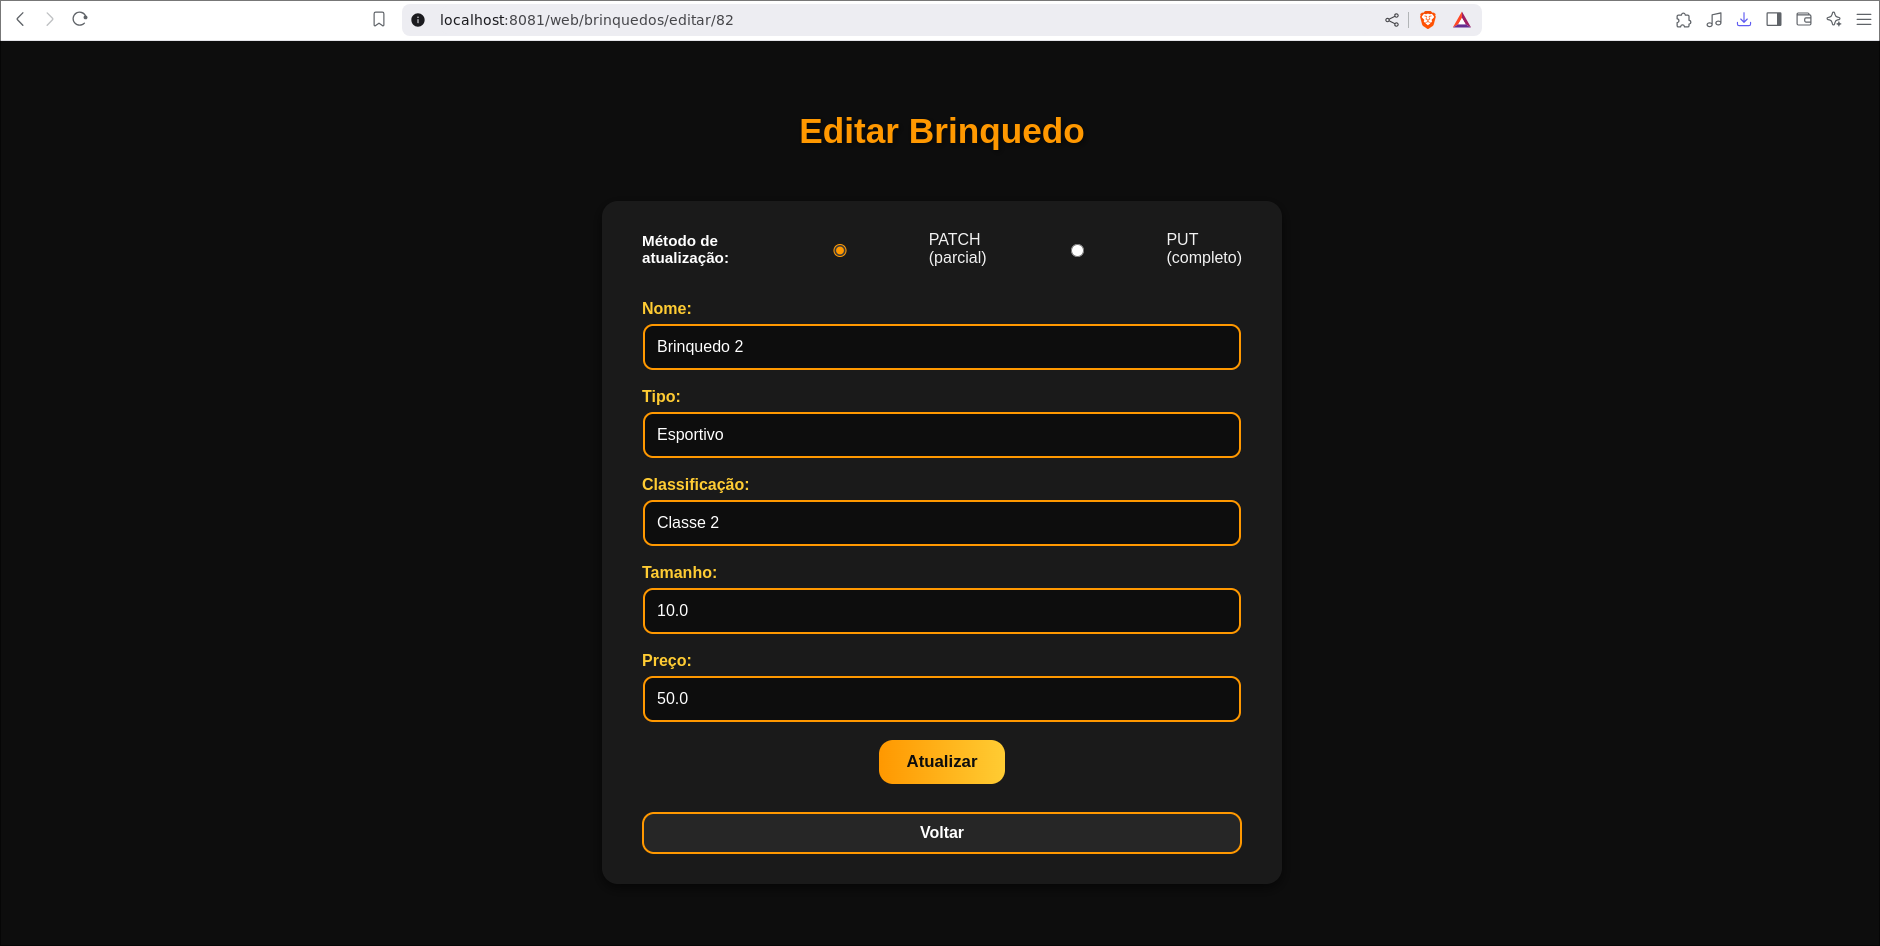 localhost:8081/web/brinquedos/editar/82
Editar Brinquedo
Método de
atualização:
PATCH
(parcial)
PUT
(completo)
Nome:
Brinquedo 2
Tipo:
Esportivo
Classificação:
Classe 2
Tamanho:
10.0
Preço:
50.0
Atualizar
Voltar